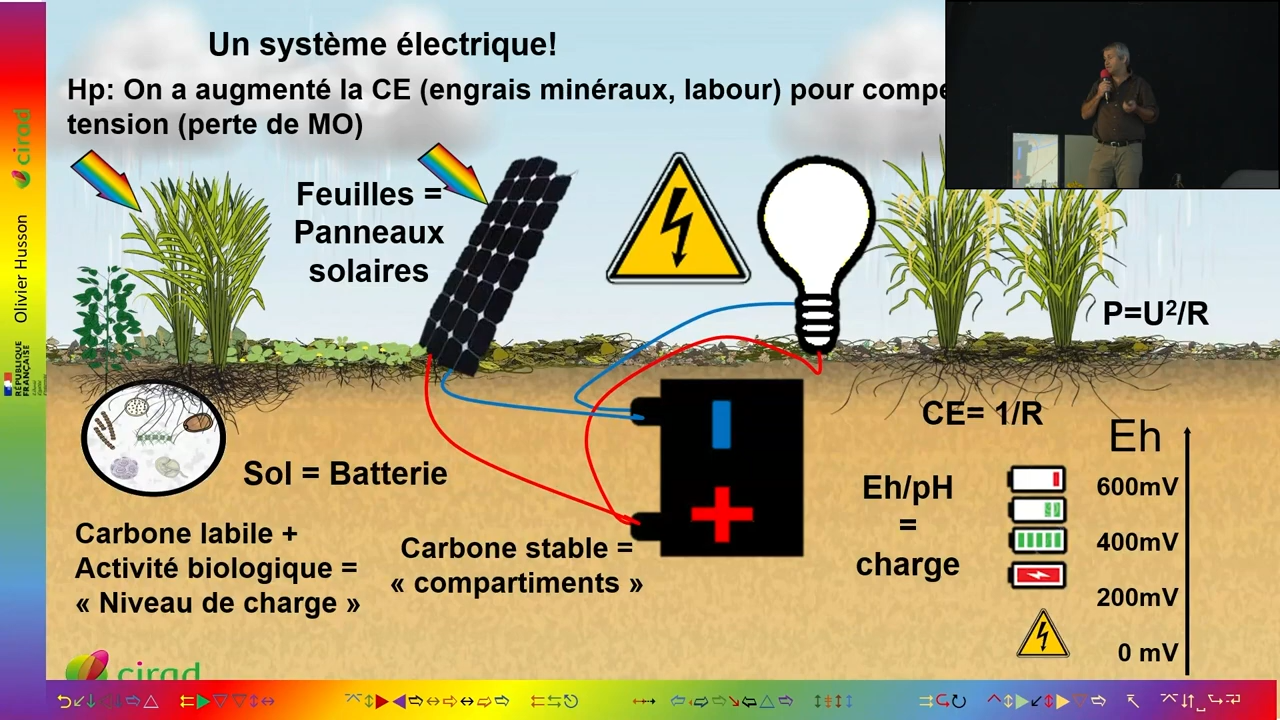 Un système électrique!
Hp: On a augmenté la CE (engrais minéraux, labour) pour
tension (perte de MO)
Feuilles =
Panneaux
solaires
P=U²/R
CE= 1/R
Eh
600mV
400mV
200mV
0 mV
Eh/pH
=
charge
Sol = Batterie
Carbone labile +
Activité biologique =
« Niveau de charge »
Carbone stable =
« compartiments »
cirad
cirad
Olivier Husson
RÉPUBLIQUE
FRANÇAISE